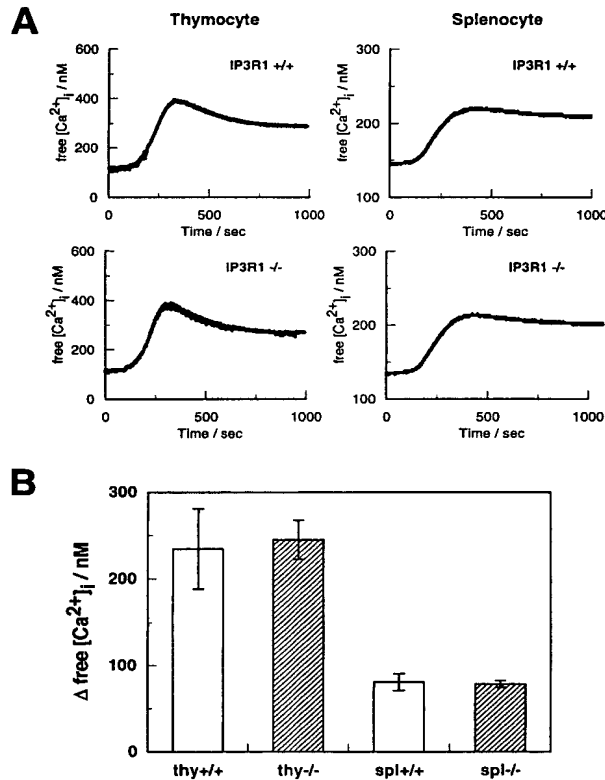 A
Thymocyte
Splenocyte
IP3R1 +/+
free [Ca2+]i / nM
600
400
200
0
0
500
1000
Time / sec
IP3R1 +/+
free [Ca2+]i / nM
300
200
100
0
500
1000
Time / sec
IP3R1 -/-
free [Ca2+]i / nM
600
400
200
0
0
500
1000
Time / sec
IP3R1 -/-
free [Ca2+]i / nM
300
200
100
0
500
1000
Time / sec
B
Δ free [Ca2+]i / nM
300
200
100
0
thy+/+
thy-/-
spl+/+
spl-/-